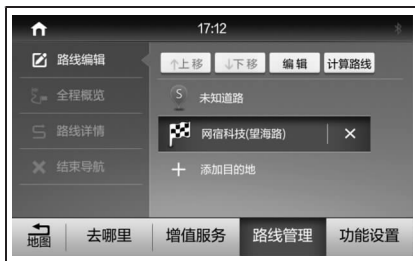 17:12
路线编辑
↑上移 ↓下移 编辑 计算路线
全程概览
S 未知道路
路线详情
网宿科技(望海路)
结束导航
添加目的地
地图 去哪里 增值服务 路线管理 功能设置